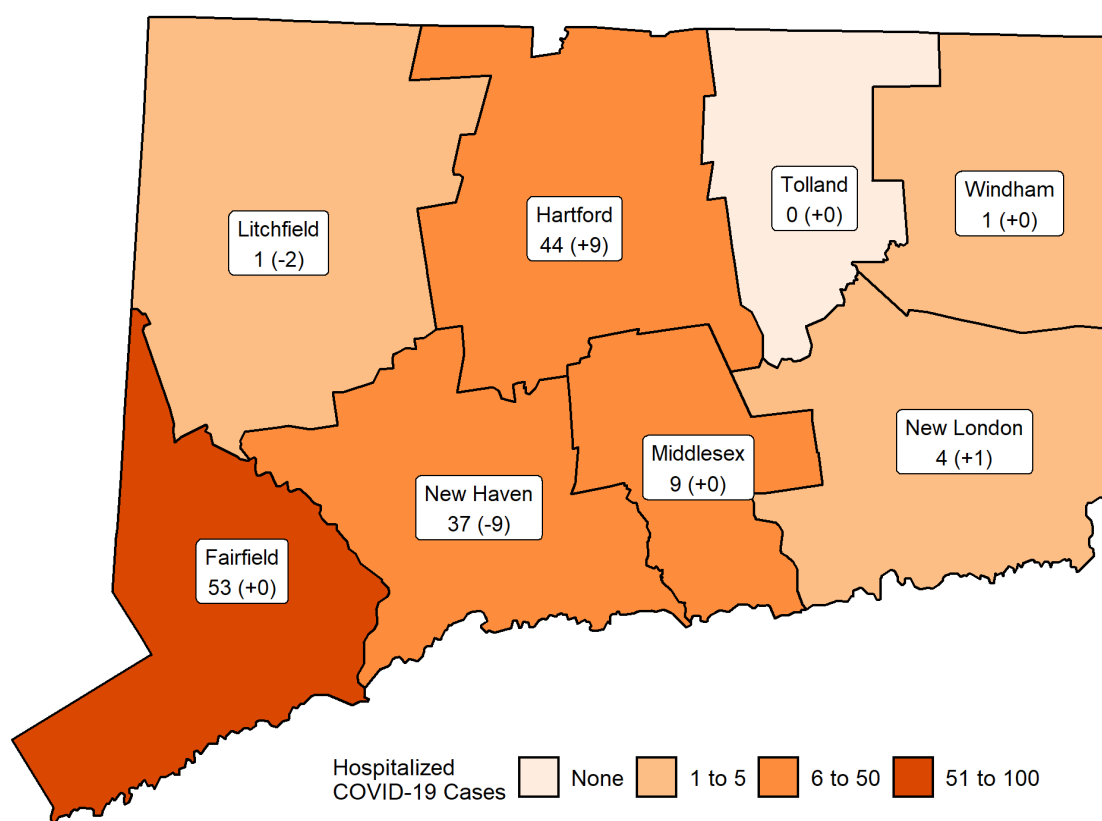 Tolland
0 (+0)
Windham
1 (+0)
Hartford
44 (+9)
Litchfield
1 (-2)
New London
4 (+1)
Middlesex
9 (+0)
New Haven
37 (-9)
Fairfield
53 (+0)
Hospitalized
COVID-19 Cases
None
1 to 5
6 to 50
51 to 100